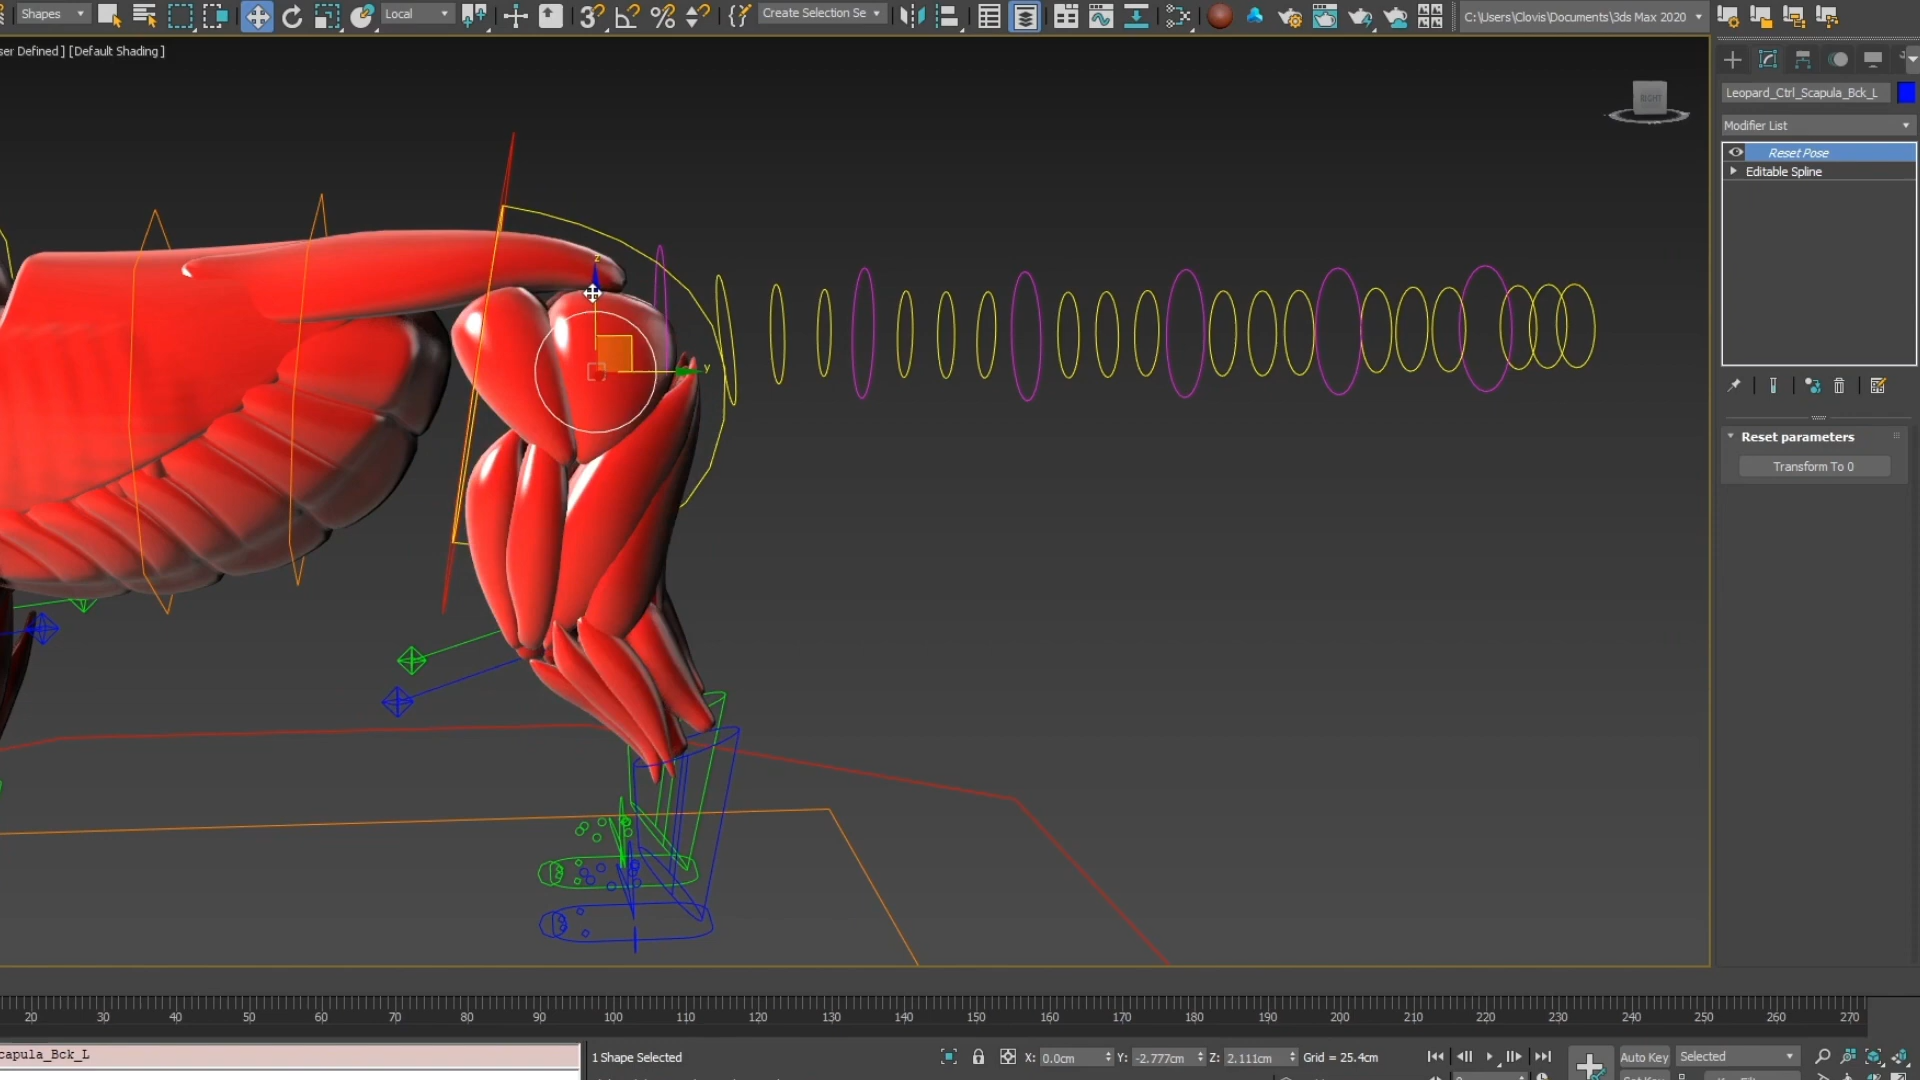 Shapes
Local
Create Selection Se
C:\Users\Clovis\Documents\3ds Max 2020
ser Defined ] [Default Shading ]
RIGHT
Leopard_Ctrl_Scapula_Bck_L
Modifier List
Reset Pose
Editable Spline
Reset parameters
Transform To 0
z
y
20 30 40 50 60 70 80 90 100 110 120 130 140 150 160 170 180 190 200 210 220 230 240 250 260 270
capula_Bck_L
1 Shape Selected
X: 0.0cm Y: -2.777cm Z: 2.111cm Grid = 25.4cm
Auto Key Selected